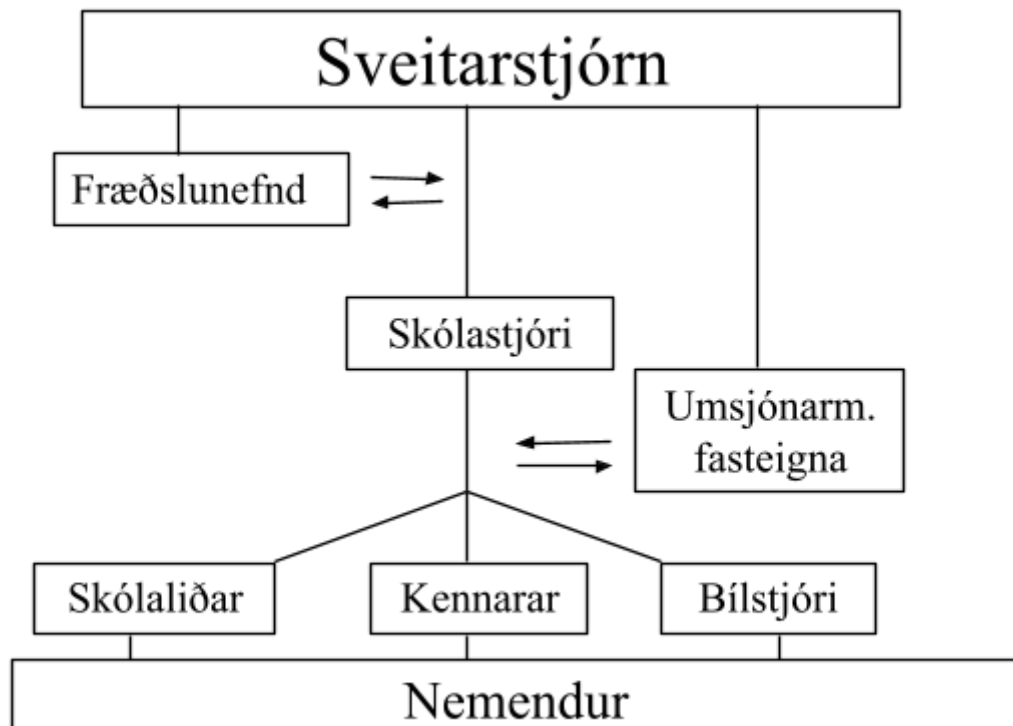 Sveitarstjórn
Fræðslunefnd
Skólastjóri
Umsjónarm.
fasteigna
Skólaliðar
Kennarar
Bílstjóri
Nemendur